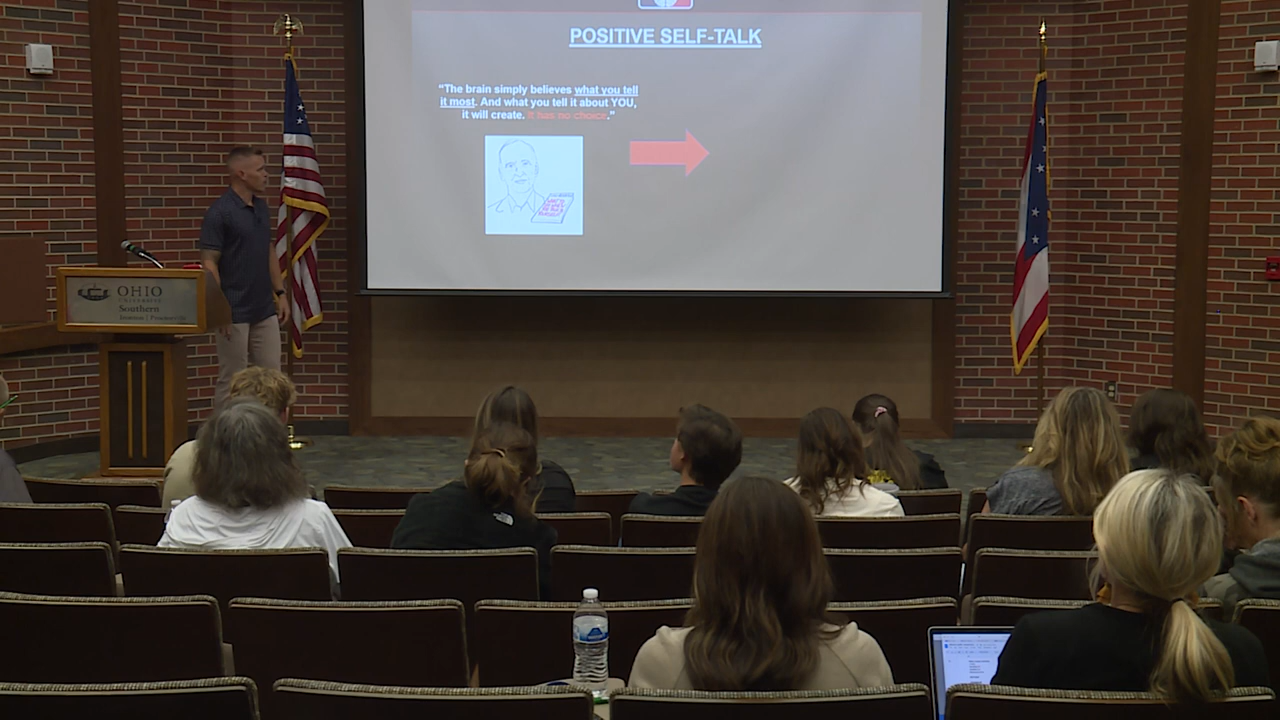 POSITIVE SELF-TALK
“The brain simply believes what you tell
it most. And what you tell it about YOU,
it will create. It has no choice.”
OHIO
UNIVERSITY
Southern